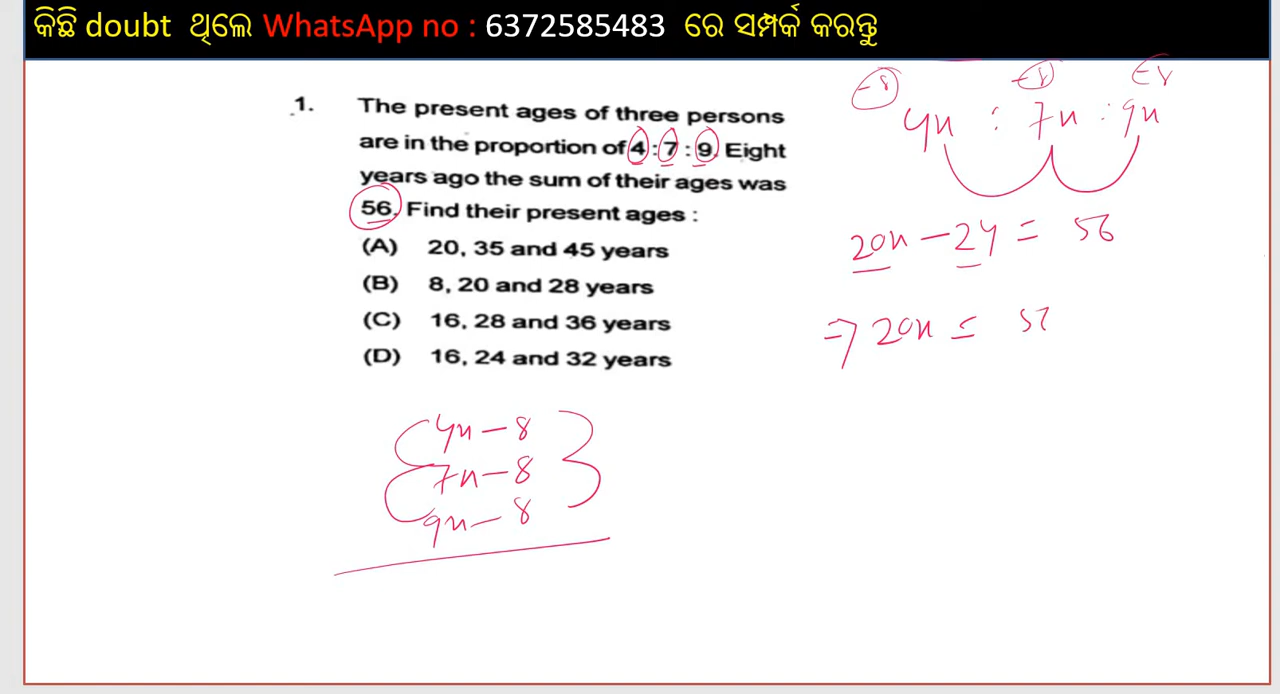 କିଛି doubt ଥିଲେ WhatsApp no : 6372585483 ରେ ସମ୍ପର୍କ କରନ୍ତୁ
1. The present ages of three persons
are in the proportion of 4 : 7 : 9. Eight
years ago the sum of their ages was
56. Find their present ages :
(A) 20, 35 and 45 years
(B) 8, 20 and 28 years
(C) 16, 28 and 36 years
(D) 16, 24 and 32 years
-8 -8 -8
4x : 7x : 9x
20x - 24 = 56
⇒ 20x =
4x - 8
7x - 8
9x - 8